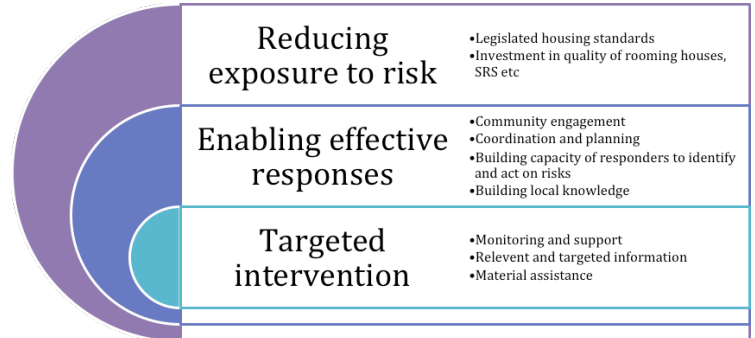 Reducing
exposure to risk
•Legislated housing standards
•Investment in quality of rooming houses,
SRS etc
Enabling effective
responses
•Community engagement
•Coordination and planning
•Building capacity of responders to identify
and act on risks
•Building local knowledge
Targeted
intervention
•Monitoring and support
•Relevent and targeted information
•Material assistance